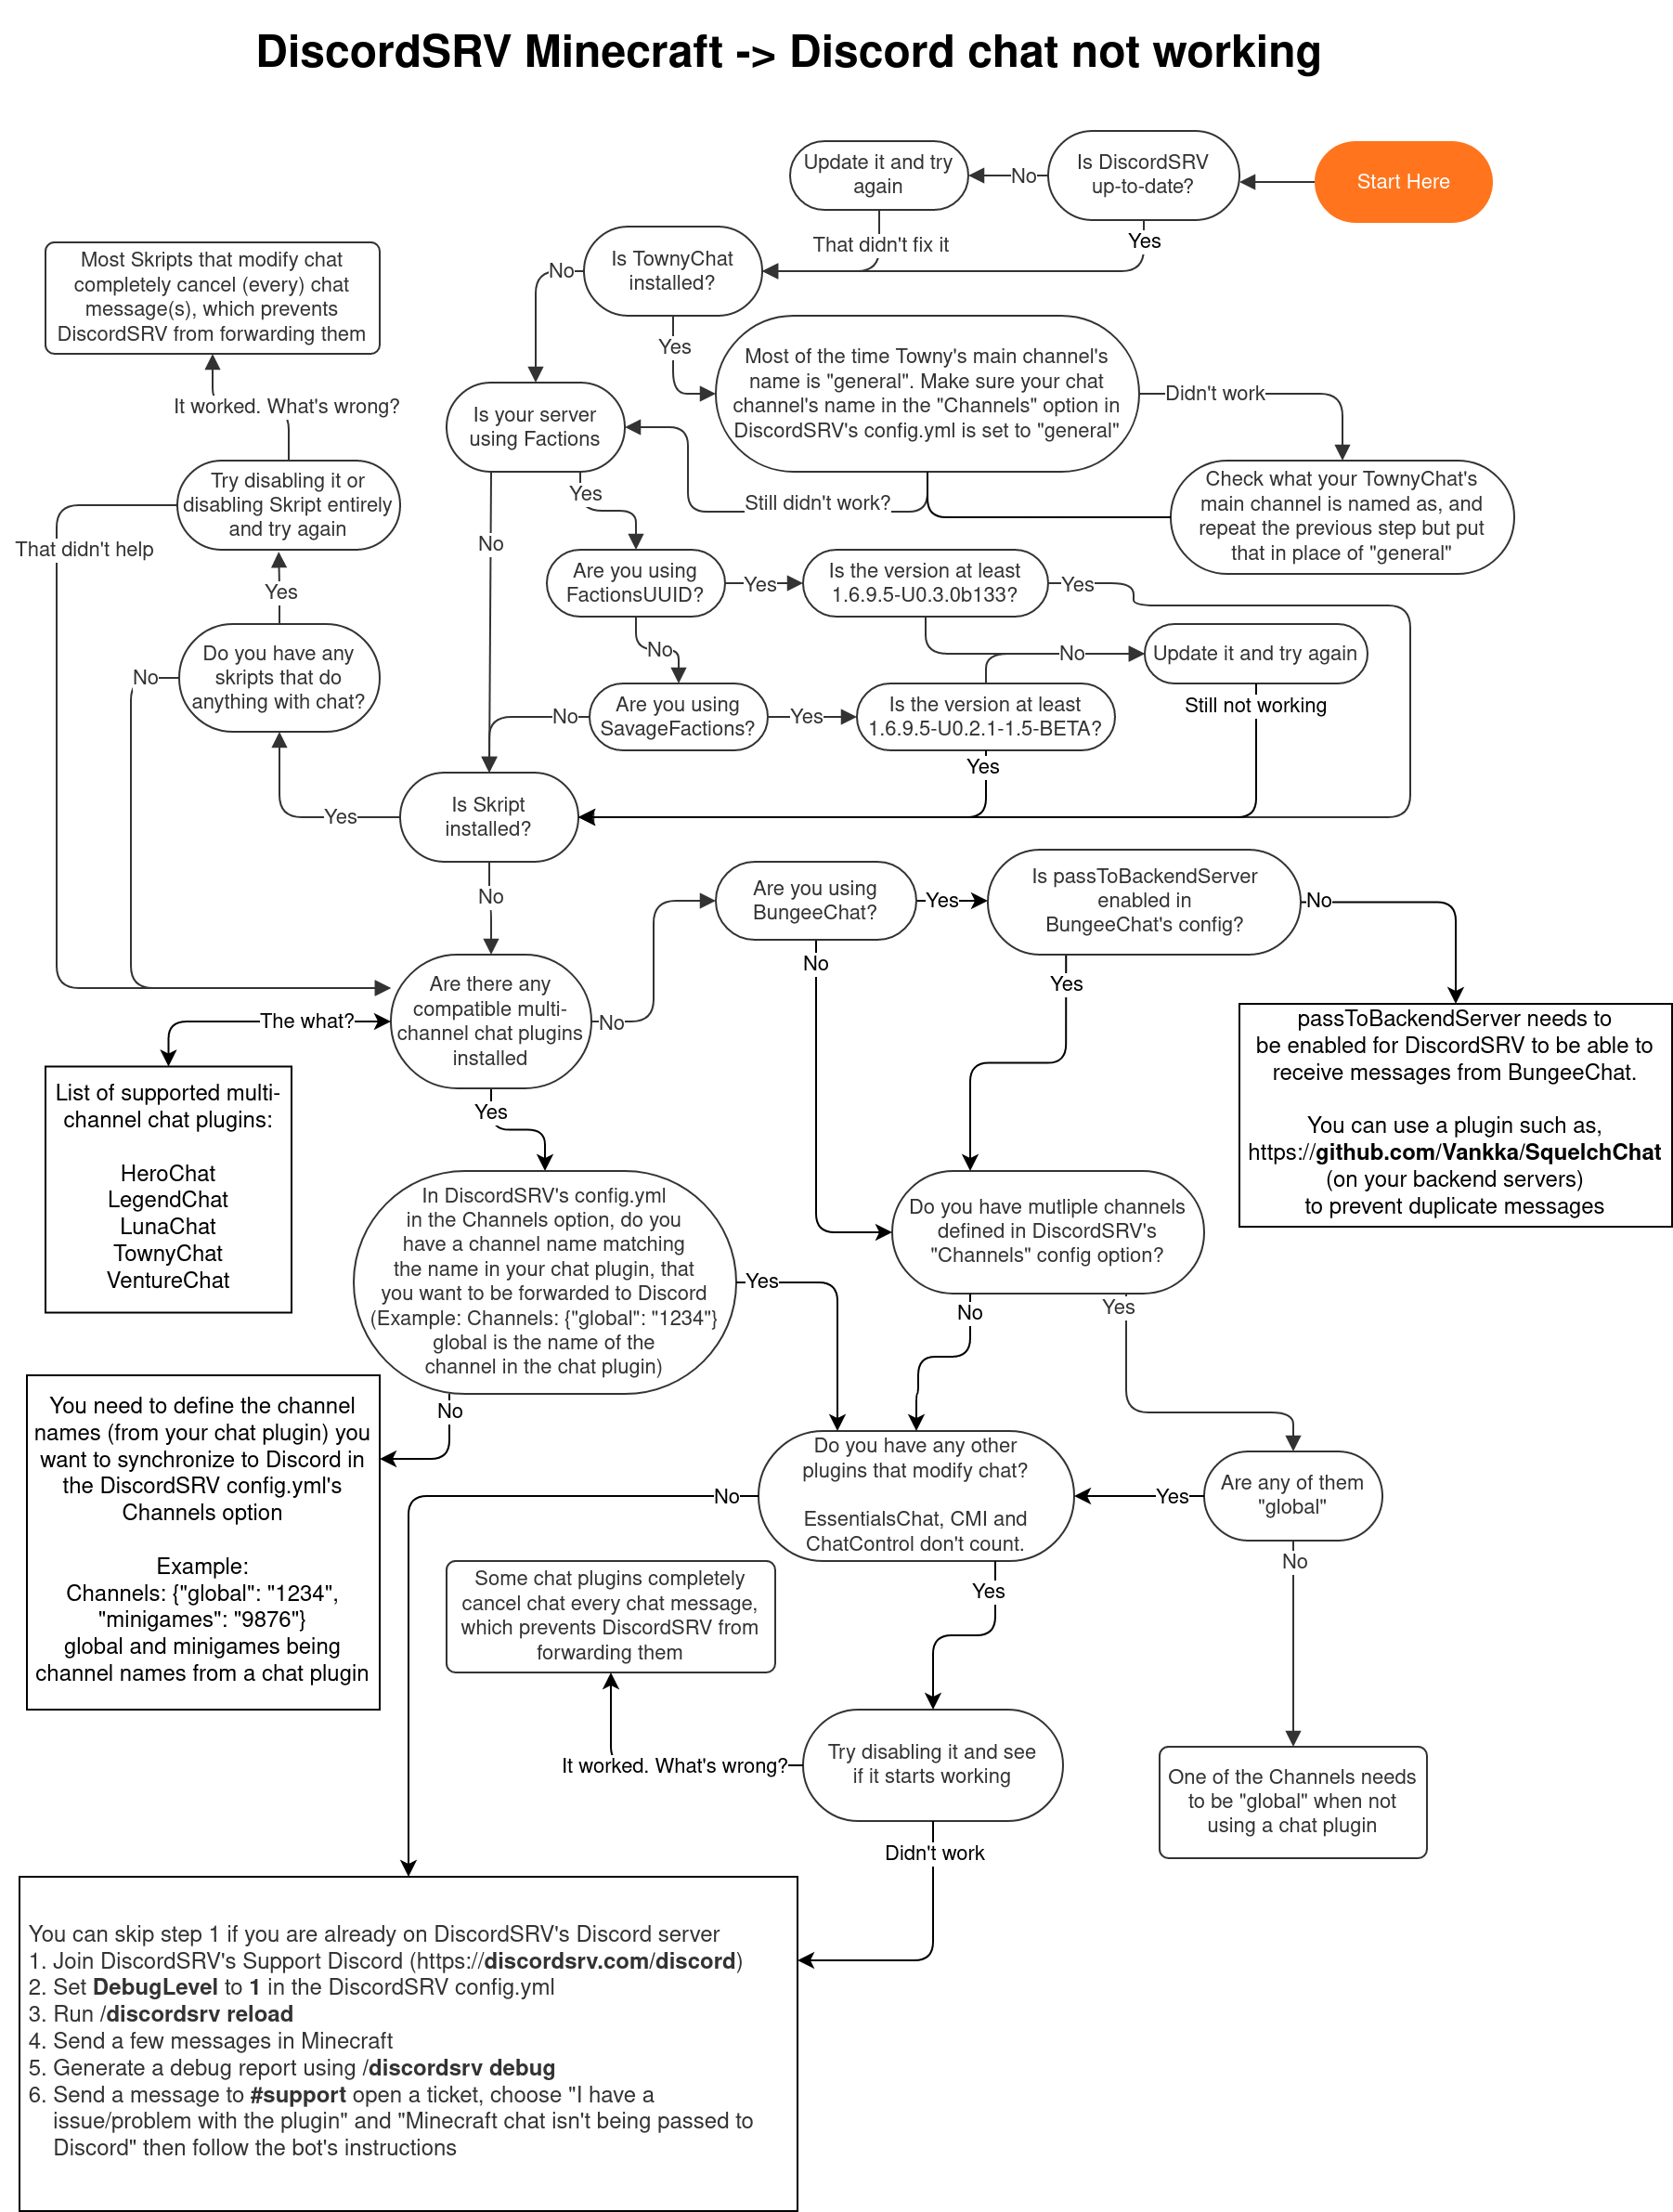 DiscordSRV Minecraft -> Discord chat not working
Start Here
Is DiscordSRV
up-to-date?
No
Update it and try
again
That didn't fix it
Yes
Is TownyChat
installed?
No
Yes
Most of the time Towny's main channel's
name is "general". Make sure your chat
channel's name in the "Channels" option in
DiscordSRV's config.yml is set to "general"
Didn't work
Check what your TownyChat's
main channel is named as, and
repeat the previous step but put
that in place of "general"
Still didn't work?
Is your server
using Factions
No
Yes
Are you using
FactionsUUID?
Yes
Is the version at least
1.6.9.5-U0.3.0b133?
Yes
No
Are you using
SavageFactions?
No
Yes
Is the version at least
1.6.9.5-U0.2.1-1.5-BETA?
No
Update it and try again
Still not working
Yes
Is Skript
installed?
Yes
No
Do you have any
skripts that do
anything with chat?
No
Yes
Try disabling it or
disabling Skript entirely
and try again
That didn't help
It worked. What's wrong?
Most Skripts that modify chat
completely cancel (every) chat
message(s), which prevents
DiscordSRV from forwarding them
Are there any
compatible multi-
channel chat plugins
installed
The what?
List of supported multi-
channel chat plugins:
HeroChat
LegendChat
LunaChat
TownyChat
VentureChat
No
Are you using
BungeeChat?
Yes
Is passToBackendServer
enabled in
BungeeChat's config?
No
passToBackendServer needs to
be enabled for DiscordSRV to be able to
receive messages from BungeeChat.
You can use a plugin such as,
https://github.com/Vankka/SquelchChat
(on your backend servers)
to prevent duplicate messages
No
Yes
Yes
In DiscordSRV's config.yml
in the Channels option, do you
have a channel name matching
the name in your chat plugin, that
you want to be forwarded to Discord
(Example: Channels: {"global": "1234"}
global is the name of the
channel in the chat plugin)
Yes
No
You need to define the channel
names (from your chat plugin) you
want to synchronize to Discord in
the DiscordSRV config.yml's
Channels option
Example:
Channels: {"global": "1234",
"minigames": "9876"}
global and minigames being
channel names from a chat plugin
Do you have mutliple channels
defined in DiscordSRV's
"Channels" config option?
No
Yes
Are any of them
"global"
Yes
No
One of the Channels needs
to be "global" when not
using a chat plugin
Do you have any other
plugins that modify chat?
EssentialsChat, CMI and
ChatControl don't count.
No
Yes
Try disabling it and see
if it starts working
It worked. What's wrong?
Some chat plugins completely
cancel chat every chat message,
which prevents DiscordSRV from
forwarding them
Didn't work
You can skip step 1 if you are already on DiscordSRV's Discord server
1. Join DiscordSRV's Support Discord (https://discordsrv.com/discord)
2. Set DebugLevel to 1 in the DiscordSRV config.yml
3. Run /discordsrv reload
4. Send a few messages in Minecraft
5. Generate a debug report using /discordsrv debug
6. Send a message to #support open a ticket, choose "I have a
issue/problem with the plugin" and "Minecraft chat isn't being passed to
Discord" then follow the bot's instructions